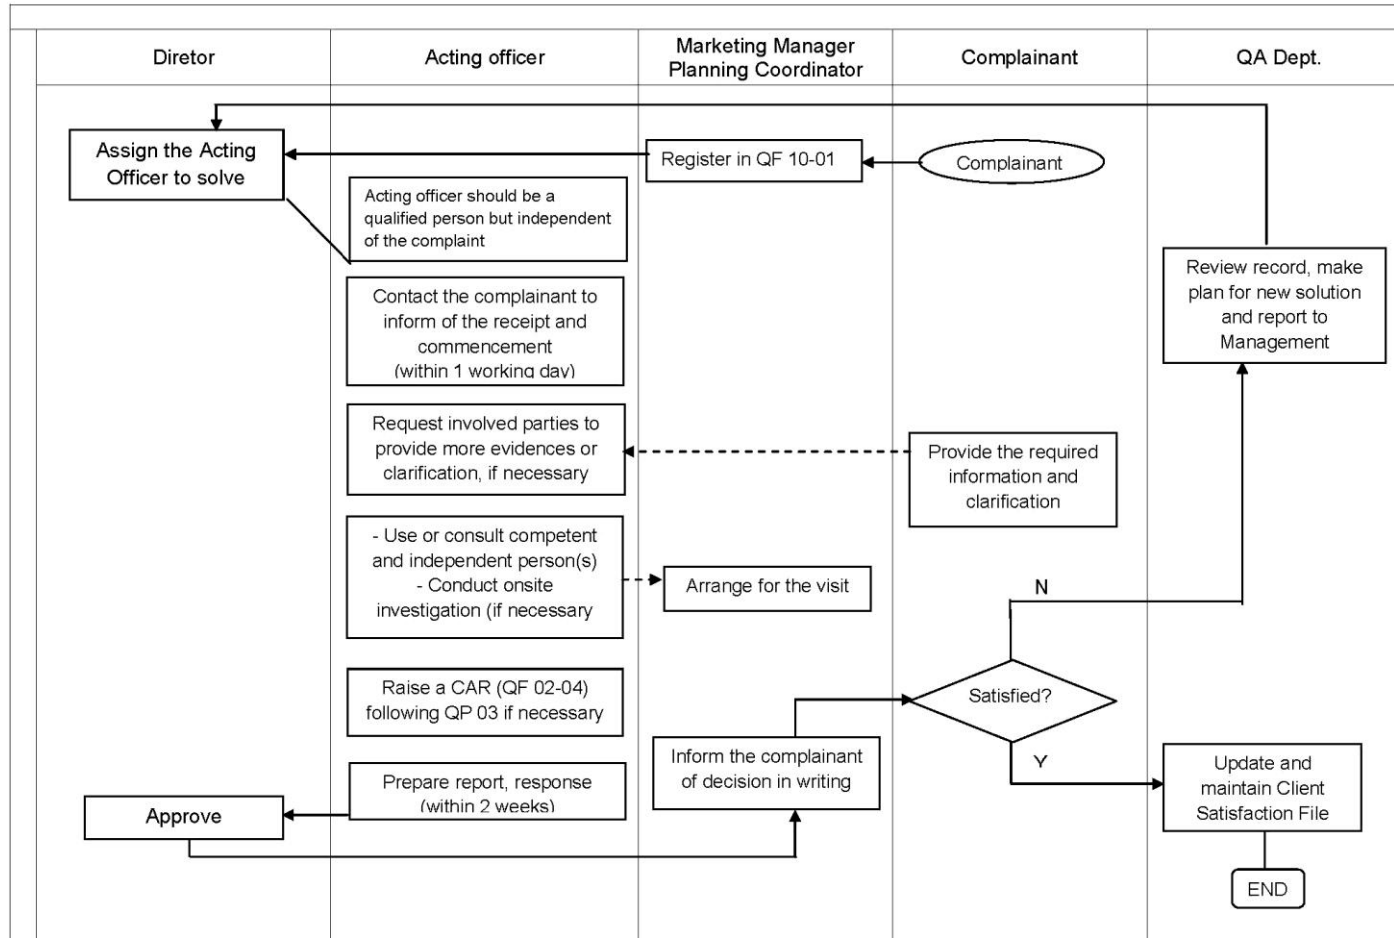 Diretor
Acting officer
Marketing Manager
Planning Coordinator
Complainant
QA Dept.
Assign the Acting
Officer to solve
Register in QF 10-01
Complainant
Acting officer should be a
qualified person but independent
of the complaint
Review record, make
plan for new solution
and report to
Management
Contact the complainant to
inform of the receipt and
commencement
(within 1 working day)
Request involved parties to
provide more evidences or
clarification, if necessary
Provide the required
information and
clarification
- Use or consult competent
and independent person(s)
- Conduct onsite
investigation (if necessary
Arrange for the visit
N
Raise a CAR (QF 02-04)
following QP 03 if necessary
Satisfied?
Inform the complainant
of decision in writing
Y
Update and
maintain Client
Satisfaction File
Prepare report, response
(within 2 weeks)
Approve
END